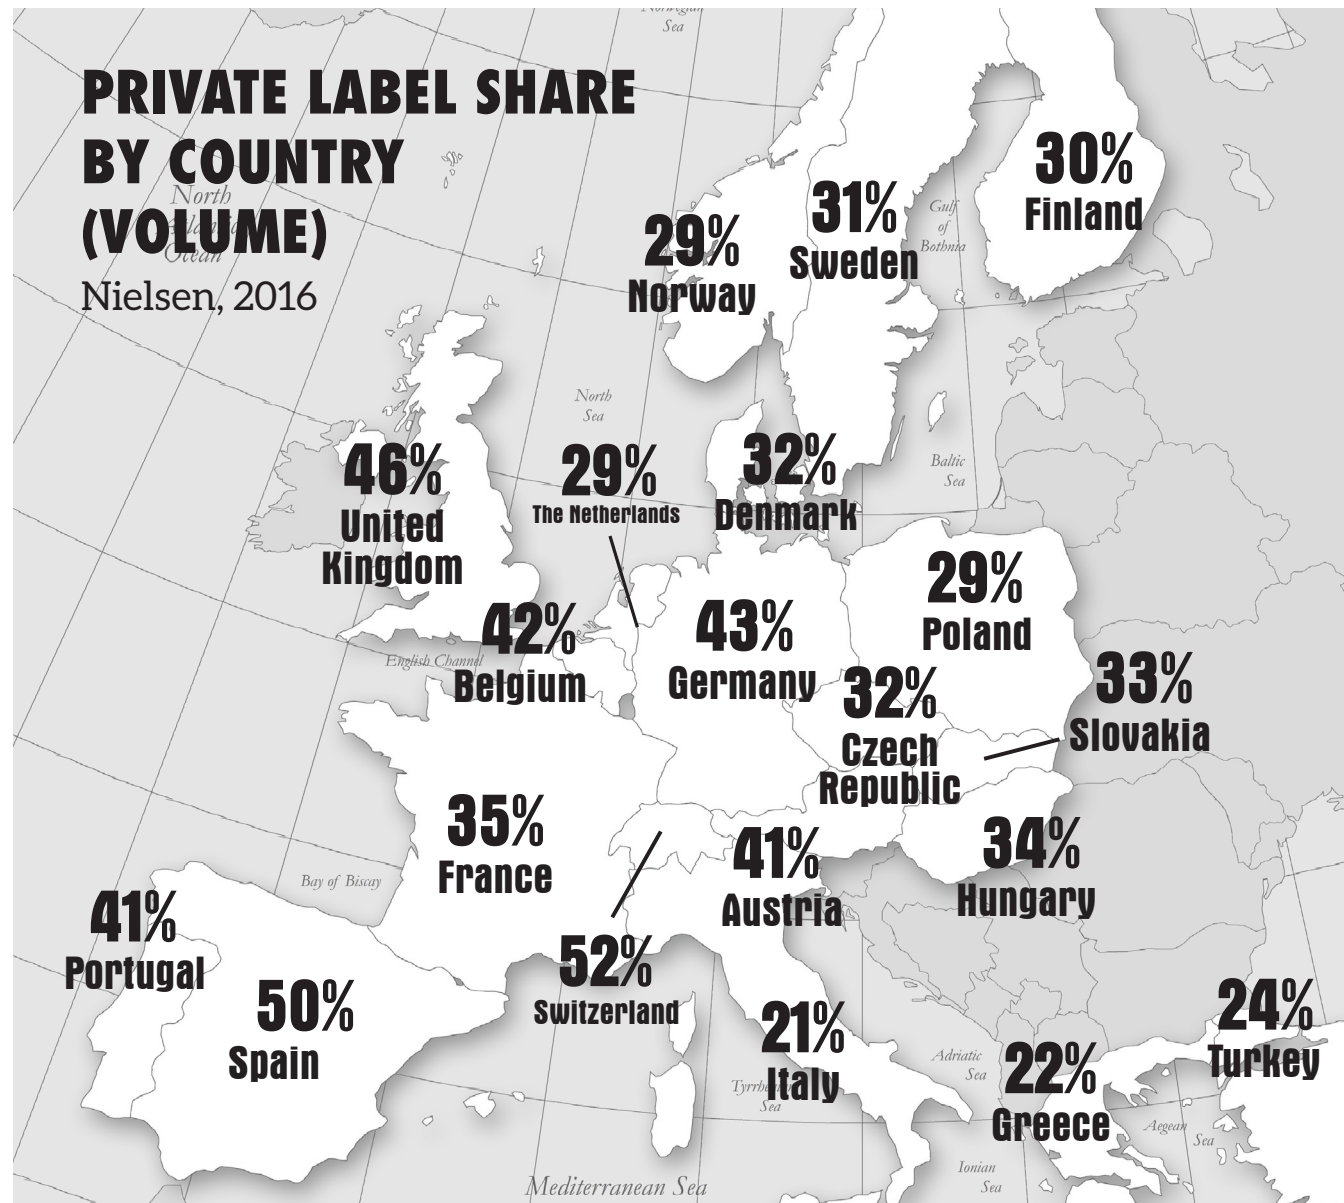 Norwegian
Sea
PRIVATE LABEL SHARE
BY COUNTRY
(VOLUME)
Nielsen, 2016
North
Atlantic
Ocean
30%
Finland
31%
Sweden
Gulf
of
Bothnia
29%
Norway
North
Sea
46%
United
Kingdom
29%
The Netherlands
32%
Denmark
Baltic
Sea
29%
Poland
42%
Belgium
English Channel
43%
Germany
32%
Czech
Republic
33%
Slovakia
35%
France
41%
Austria
34%
Hungary
Bay of Biscay
41%
Portugal
52%
Switzerland
50%
Spain
21%
Italy
Tyrrhenian
Sea
Adriatic
Sea
22%
Greece
24%
Turkey
Aegean
Sea
Ionian
Sea
Mediterranean Sea